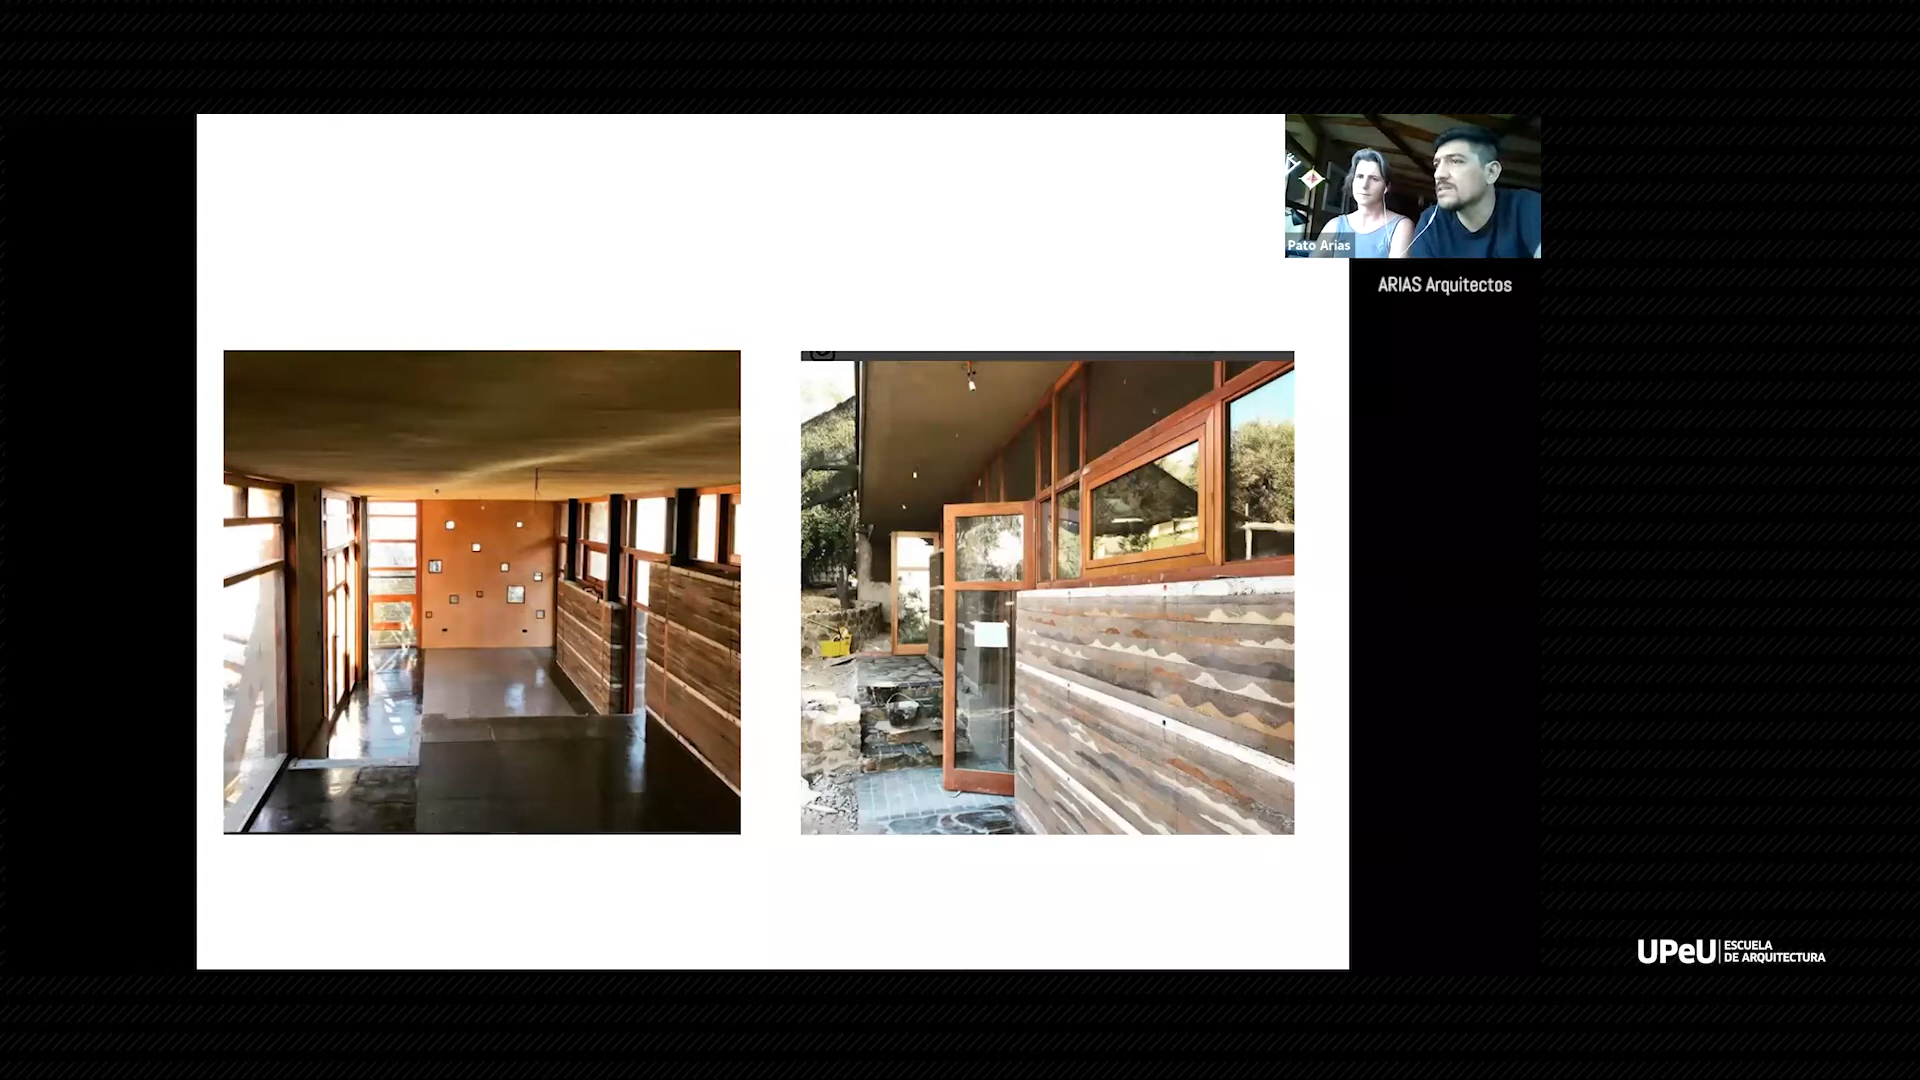 Pato Arias
ARIAS Arquitectos
UPeU
ESCUELA
DE ARQUITECTURA